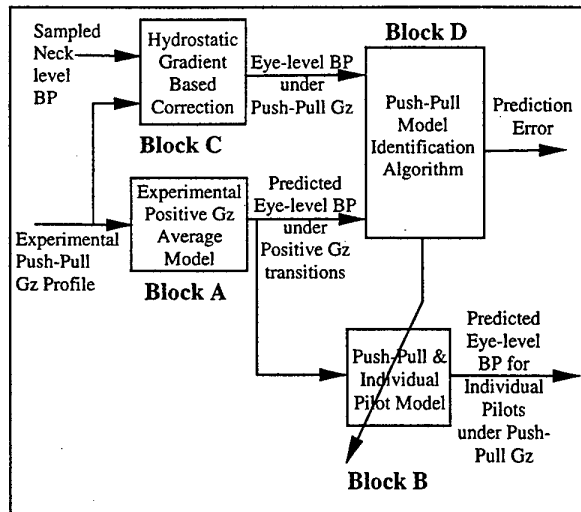 Sampled
Neck
level
BP
Hydrostatic
Gradient
Based
Correction
Block C
Eye-level BP
under
Push-Pull Gz
Block D
Push-Pull
Model
Identification
Algorithm
Prediction
Error
Experimental
Push-Pull
Gz Profile
Experimental
Positive Gz
Average
Model
Block A
Predicted
Eye-level BP
under
Positive Gz
transitions
Push-Pull &
Individual
Pilot Model
Block B
Predicted
Eye-level
BP for
Individual
Pilots
under Push-
Pull Gz